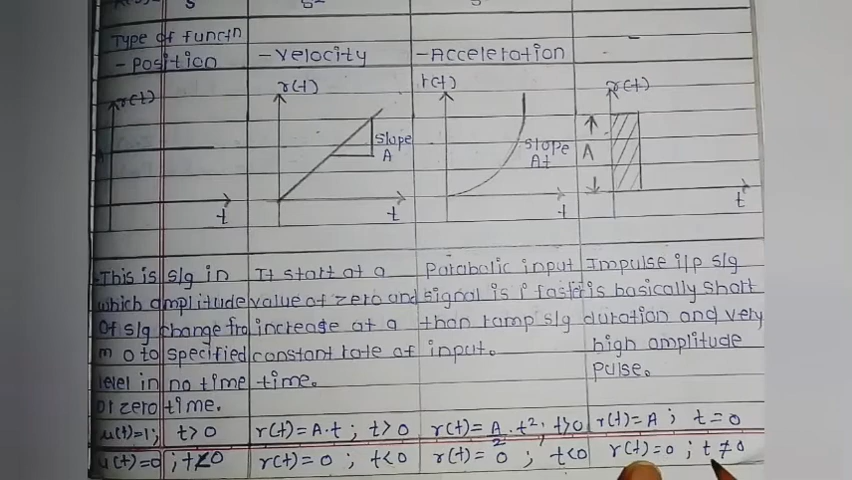 Type of functn
- Position - Velocity - Acceleration -
r(t) r(t) r(t) r(t)
A
slope A
slope At
A
t t t t
This is s/g in which amplitude of s/g change from 0 to specified level in no time or zero time.
It start at a value of zero and increase at a constant rate of time.
Parabolic input signal is 1° faster than ramp s/g input.
Impulse i/p s/g is basically short duration and very high amplitude pulse.
u(t)=1; t>0 r(t)=A.t; t>0 r(t)=A/2.t²; t>0 r(t)=A; t=0
u(t)=0; t<0 r(t)=0; t<0 r(t)=0; t<0 r(t)=0; t≠0